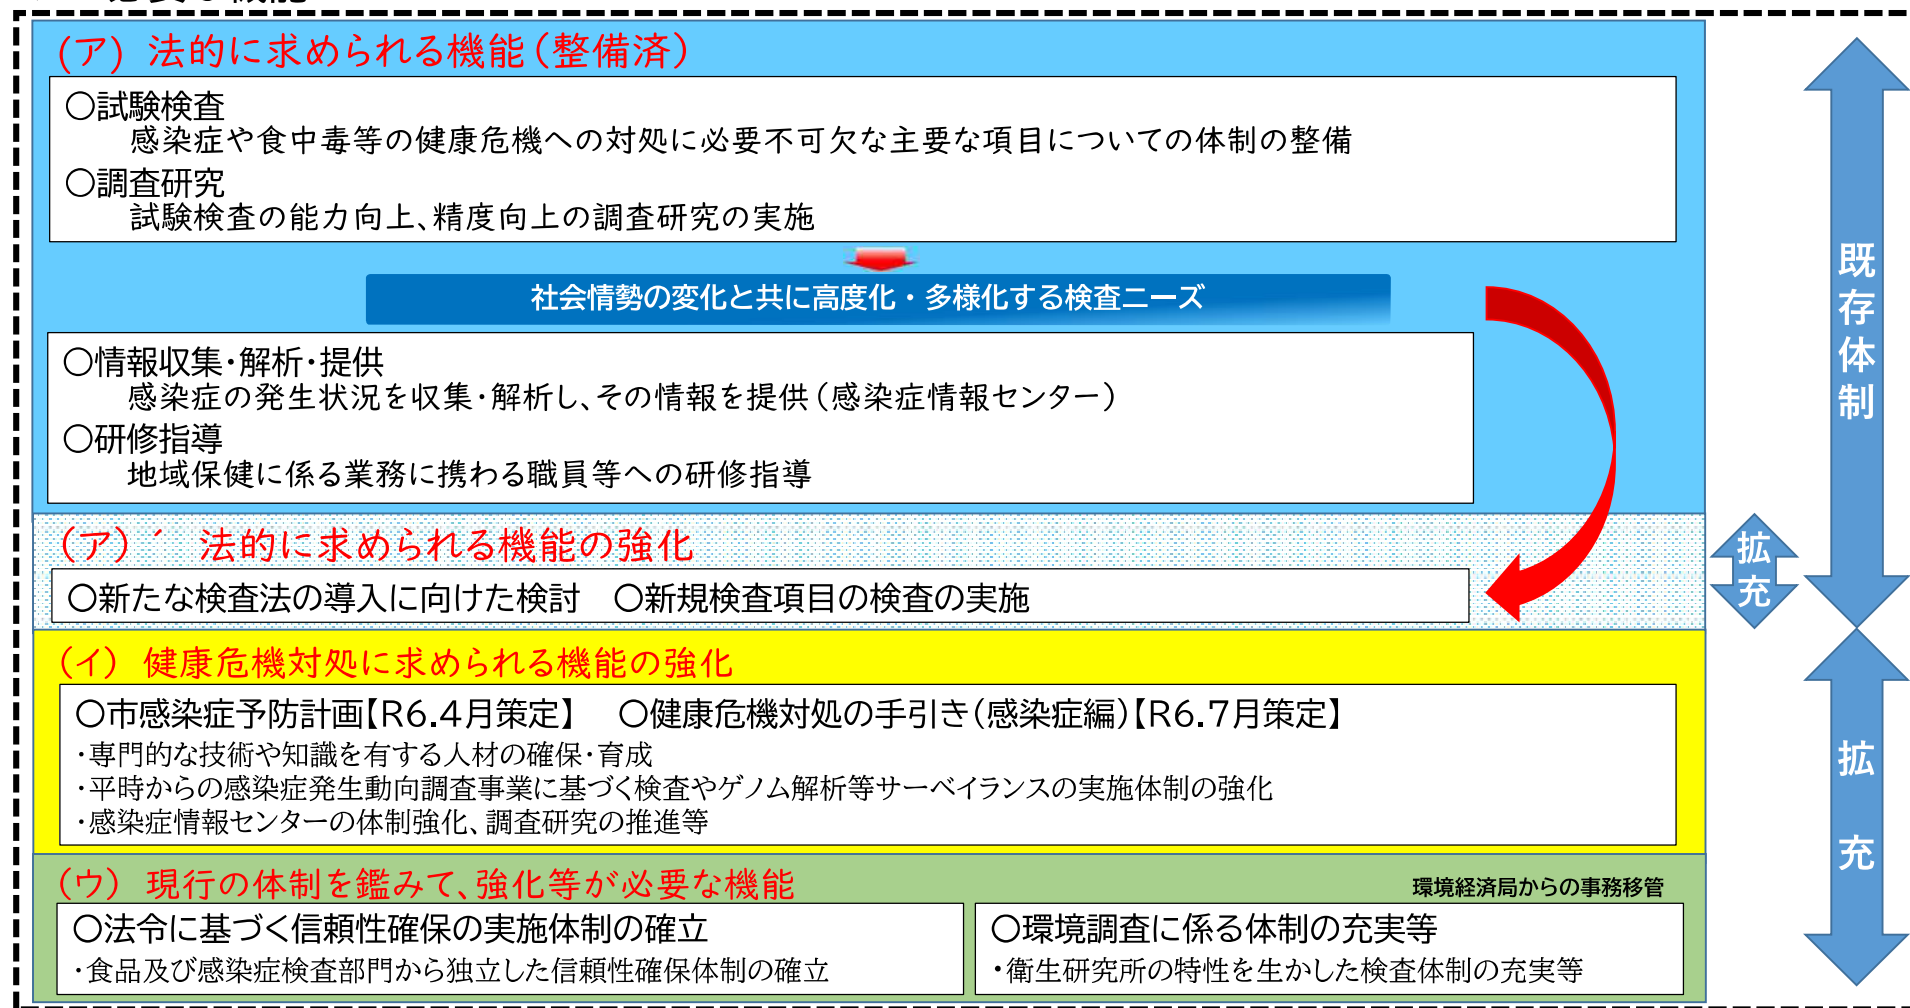 (ア) 法的に求められる機能(整備済)
○試験検査
感染症や食中毒等の健康危機への対処に必要不可欠な主要な項目についての体制の整備
○調査研究
試験検査の能力向上、精度向上の調査研究の実施
社会情勢の変化と共に高度化・多様化する検査ニーズ
○情報収集・解析・提供
感染症の発生状況を収集・解析し、その情報を提供(感染症情報センター)
○研修指導
地域保健に係る業務に携わる職員等への研修指導
(ア)´ 法的に求められる機能の強化
○新たな検査法の導入に向けた検討 ○新規検査項目の検査の実施
(イ) 健康危機対処に求められる機能の強化
○市感染症予防計画【R6.4月策定】 ○健康危機対処の手引き(感染症編)【R6.7月策定】
・専門的な技術や知識を有する人材の確保・育成
・平時からの感染症発生動向調査事業に基づく検査やゲノム解析等サーベイランスの実施体制の強化
・感染症情報センターの体制強化、調査研究の推進等
(ウ) 現行の体制を鑑みて、強化等が必要な機能
環境経済局からの事務移管
○法令に基づく信頼性確保の実施体制の確立
・食品及び感染症検査部門から独立した信頼性確保体制の確立
○環境調査に係る体制の充実等
・衛生研究所の特性を生かした検査体制の充実等
既存体制
拡充
拡充